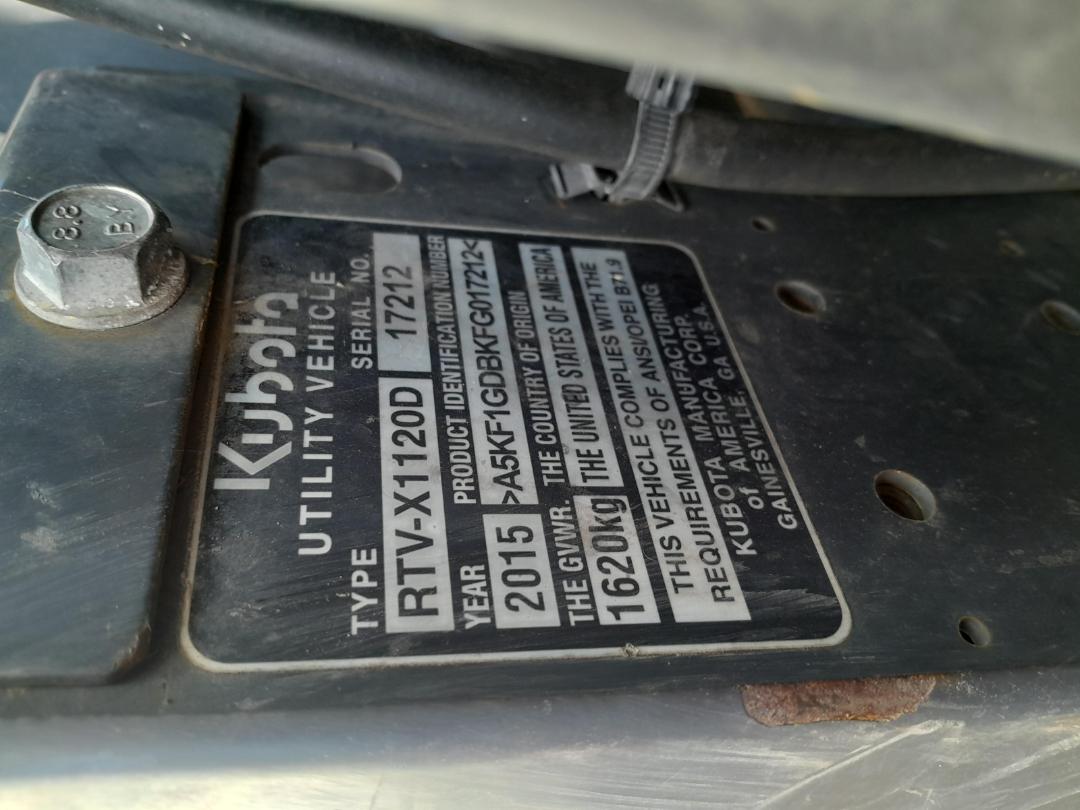 Kubota
UTILITY VEHICLE
TYPE SERIAL NO.
RTV-X1120D 17212
YEAR PRODUCT IDENTIFICATION NUMBER
2015 >A5KF1GDBKFG017212<
THE GVWR. THE COUNTRY OF ORIGIN
1620kg THE UNITED STATES OF AMERICA
THIS VEHICLE COMPLIES WITH THE
REQUIREMENTS OF ANSI/OPEI B71.9
KUBOTA MANUFACTURING
of AMERICA CORP.
GAINESVILLE, GA U.S.A.
8.8
BY